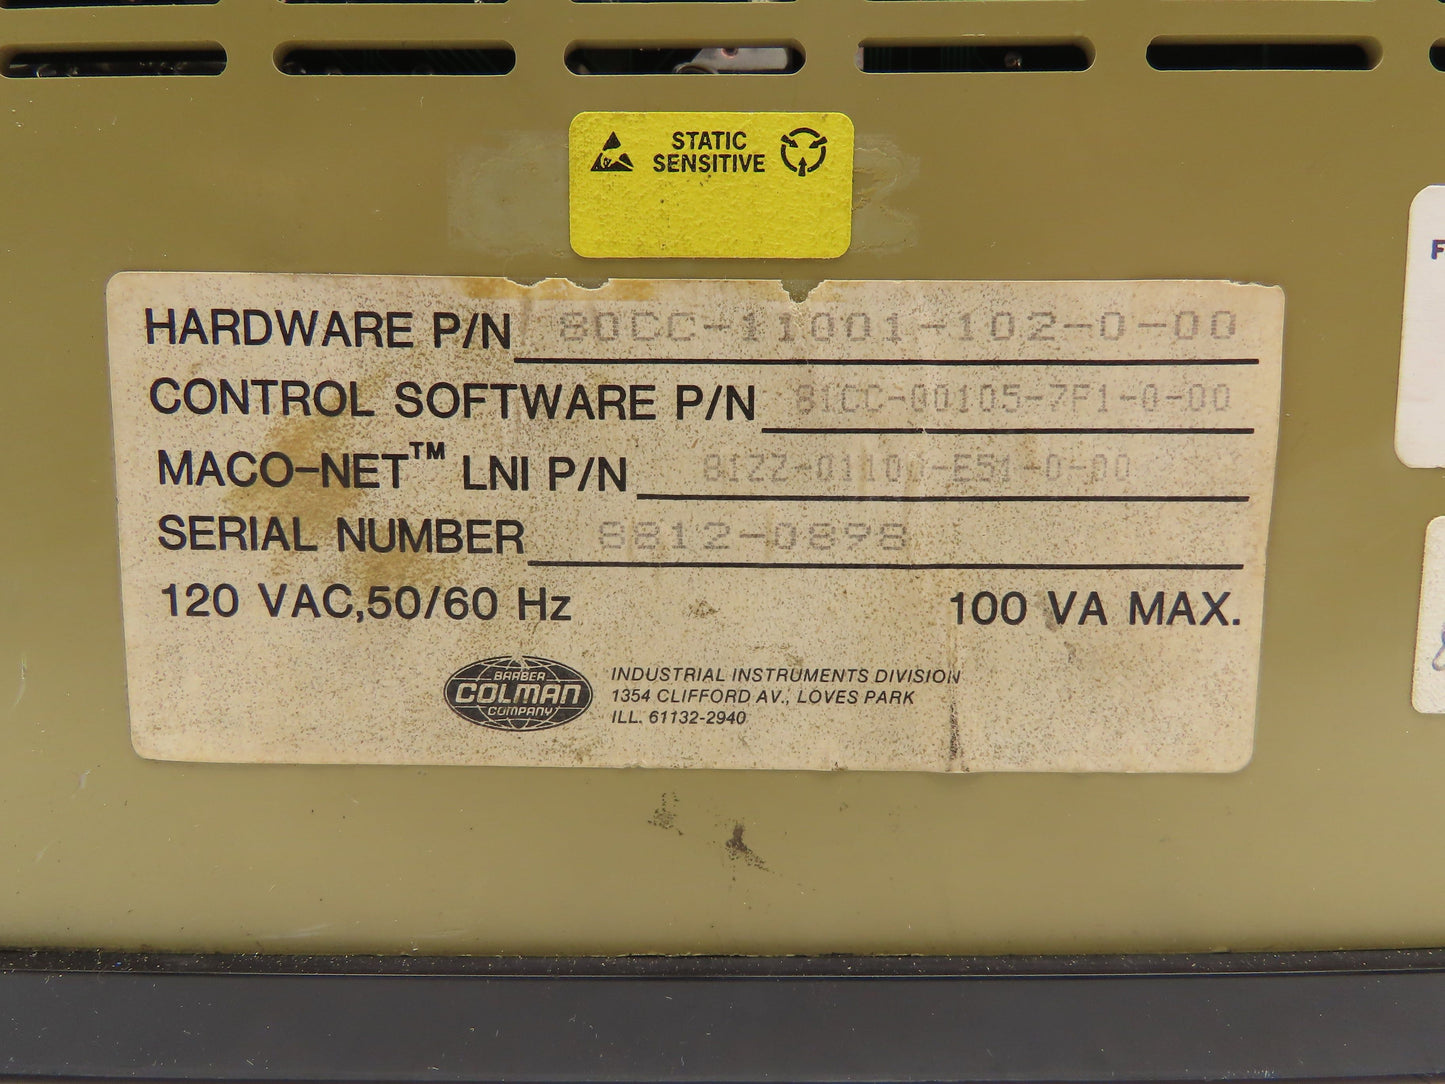 STATIC
SENSITIVE
HARDWARE P/N 80CC-11001-102-0-00
CONTROL SOFTWARE P/N 81CC-00105-7F1-0-00
MACO-NET™ LNI P/N
SERIAL NUMBER 8812-0898
120 VAC,50/60 Hz 100 VA MAX.
BARBER
COLMAN
COMPANY
INDUSTRIAL INSTRUMENTS DIVISION
1354 CLIFFORD AV., LOVES PARK
ILL. 61132-2940